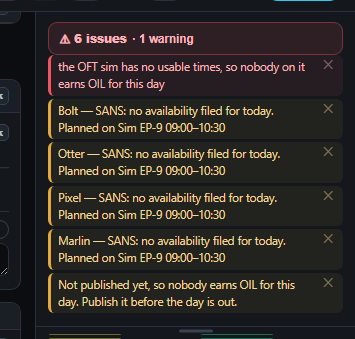 ⚠ 6 issues · 1 warning
the OFT sim has no usable times, so nobody on it
earns OIL for this day
Bolt — SANS: no availability filed for today.
Planned on Sim EP-9 09:00–10:30
Otter — SANS: no availability filed for today.
Planned on Sim EP-9 09:00–10:30
Pixel — SANS: no availability filed for today.
Planned on Sim EP-9 09:00–10:30
Marlin — SANS: no availability filed for today.
Planned on Sim EP-9 09:00–10:30
Not published yet, so nobody earns OIL for this
day. Publish it before the day is out.